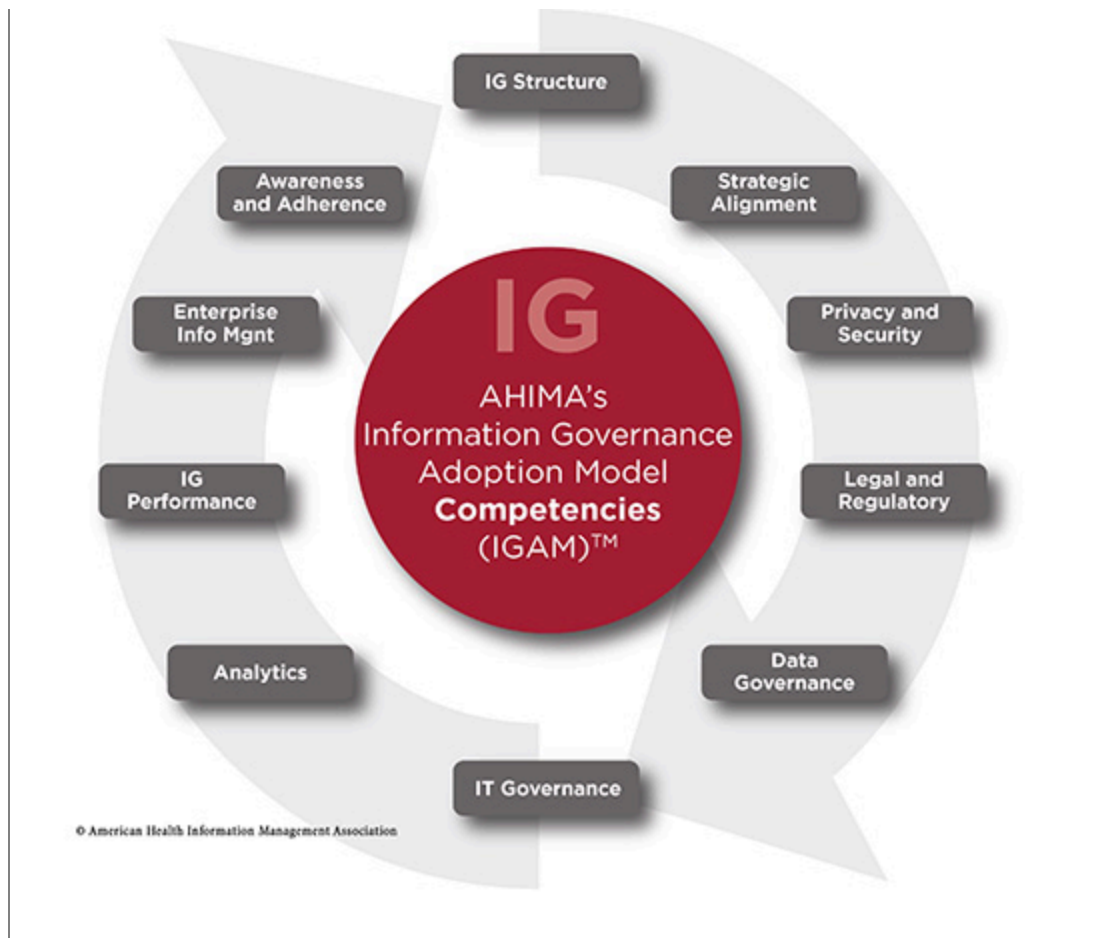 IG Structure
Strategic
Alignment
Privacy and
Security
Legal and
Regulatory
Data
Governance
IT Governance
Analytics
IG
Performance
Enterprise
Info Mgnt
Awareness
and Adherence
IG
AHIMA's
Information Governance
Adoption Model
Competencies
(IGAM)™
© American Health Information Management Association